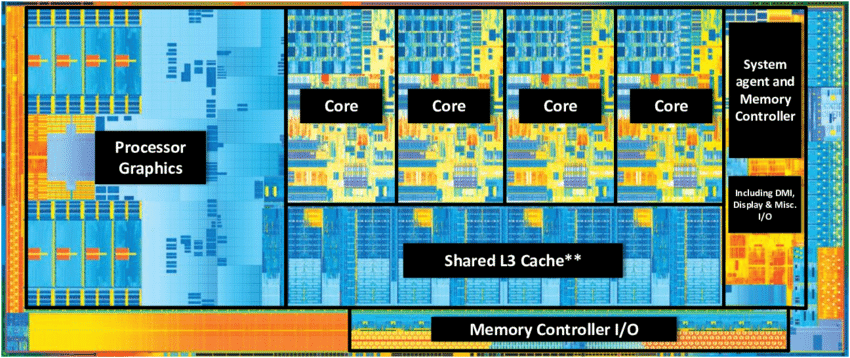 Processor
Graphics
Core
Core
Core
Core
System
agent and
Memory
Controller
Including DMI,
Display & Misc.
I/O
Shared L3 Cache**
Memory Controller I/O